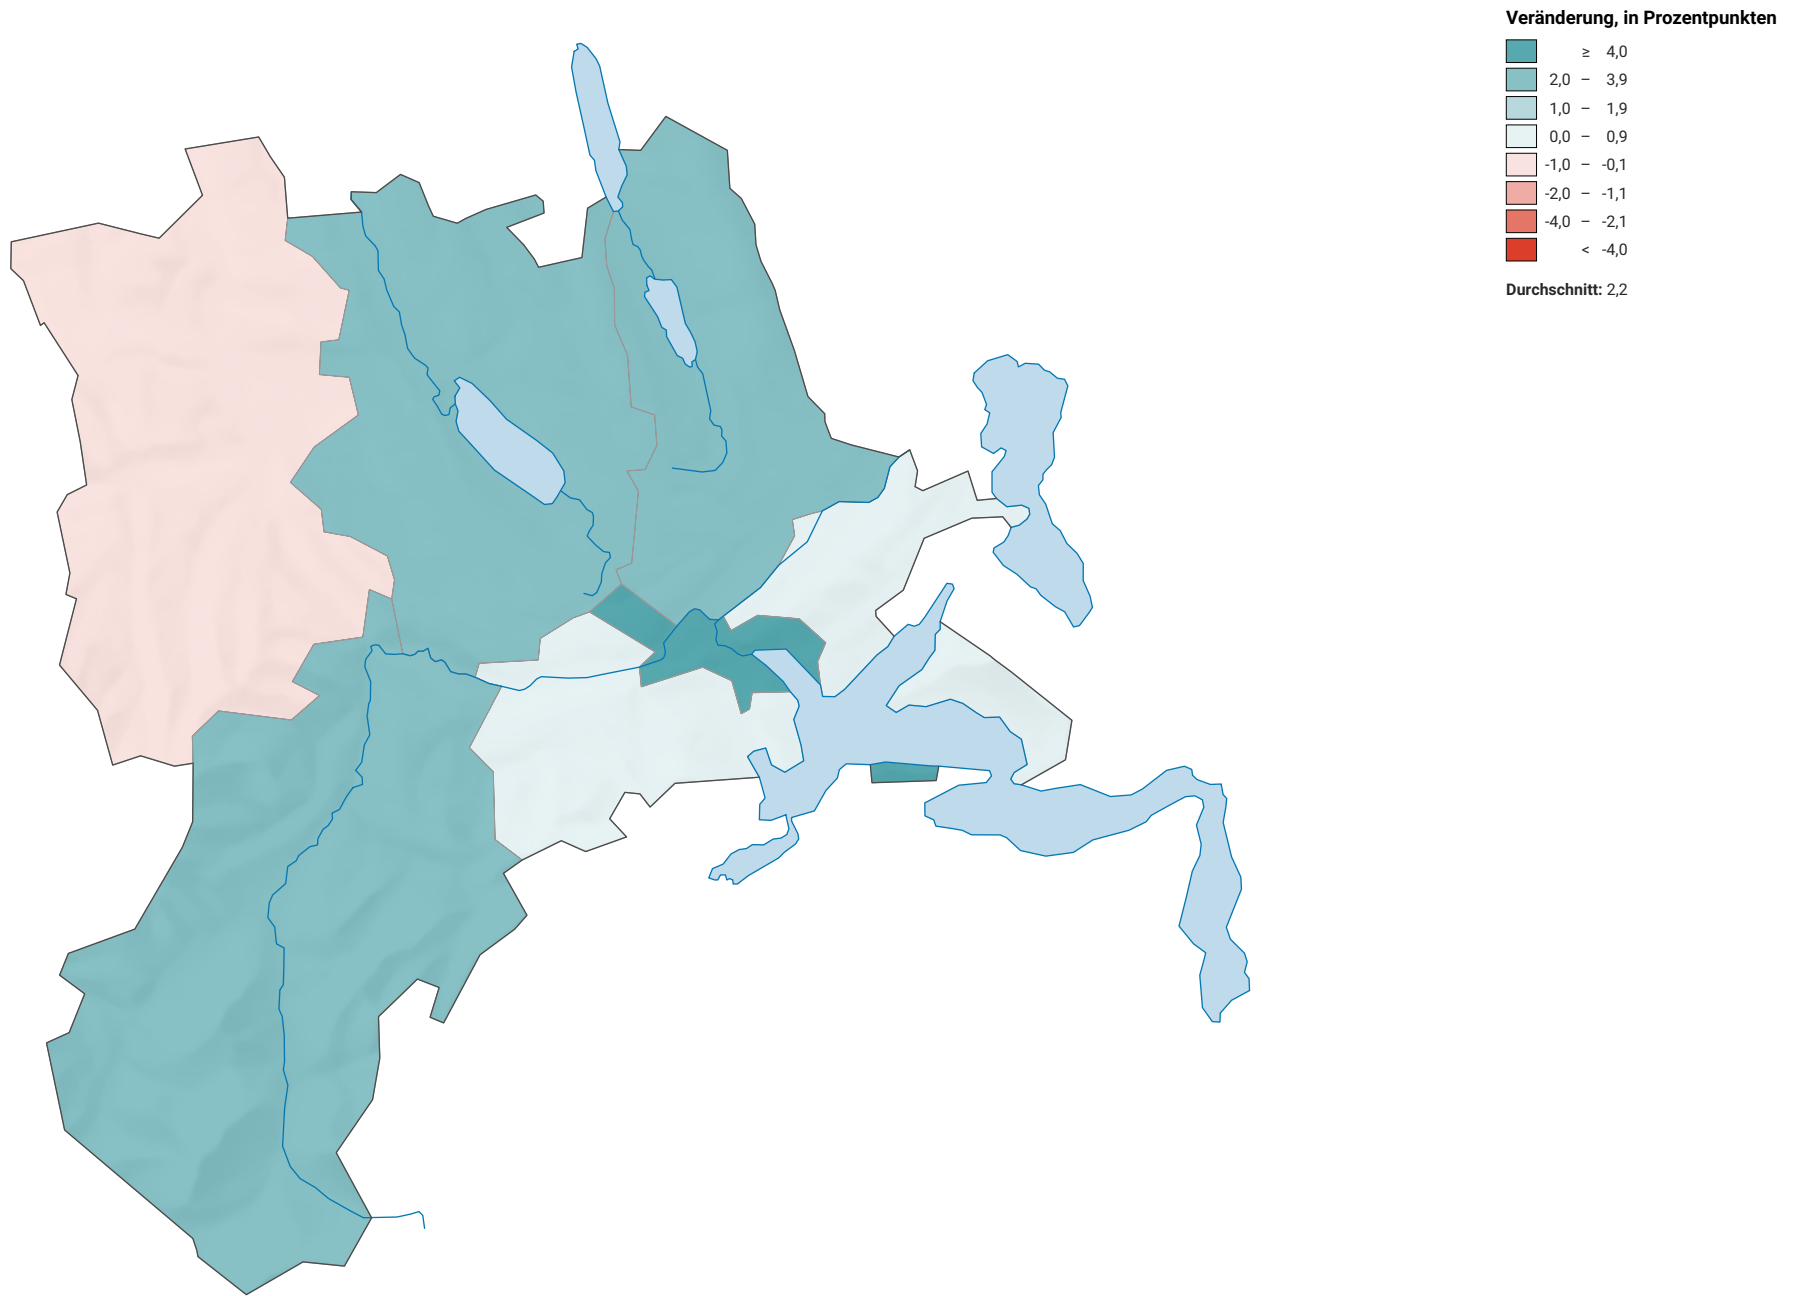 Veränderung, in Prozentpunkten
≥ 4,0
2,0 – 3,9
1,0 – 1,9
0,0 – 0,9
-1,0 – -0,1
-2,0 – -1,1
-4,0 – -2,1
< -4,0
Durchschnitt: 2,2